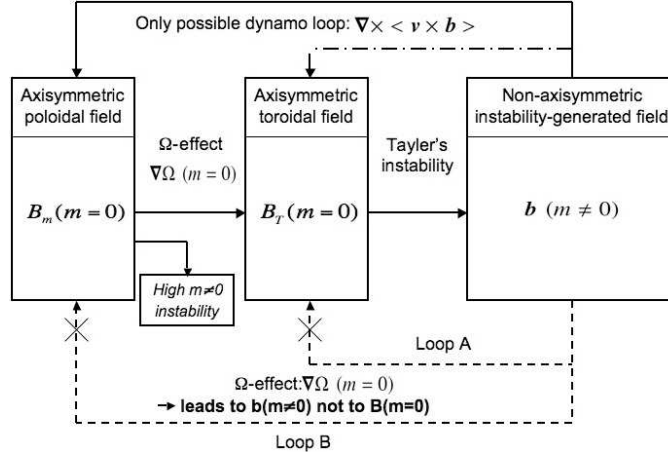 Only possible dynamo loop: ∇× < v × b >
Axisymmetric
poloidal field
Axisymmetric
toroidal field
Non-axisymmetric
instability-generated field
Ω-effect
∇Ω (m = 0)
Tayler's
instability
B_m(m = 0)
B_T(m = 0)
b (m ≠ 0)
High m≠0
instability
Loop A
Ω-effect:∇Ω (m = 0)
→ leads to b(m≠0) not to B(m=0)
Loop B